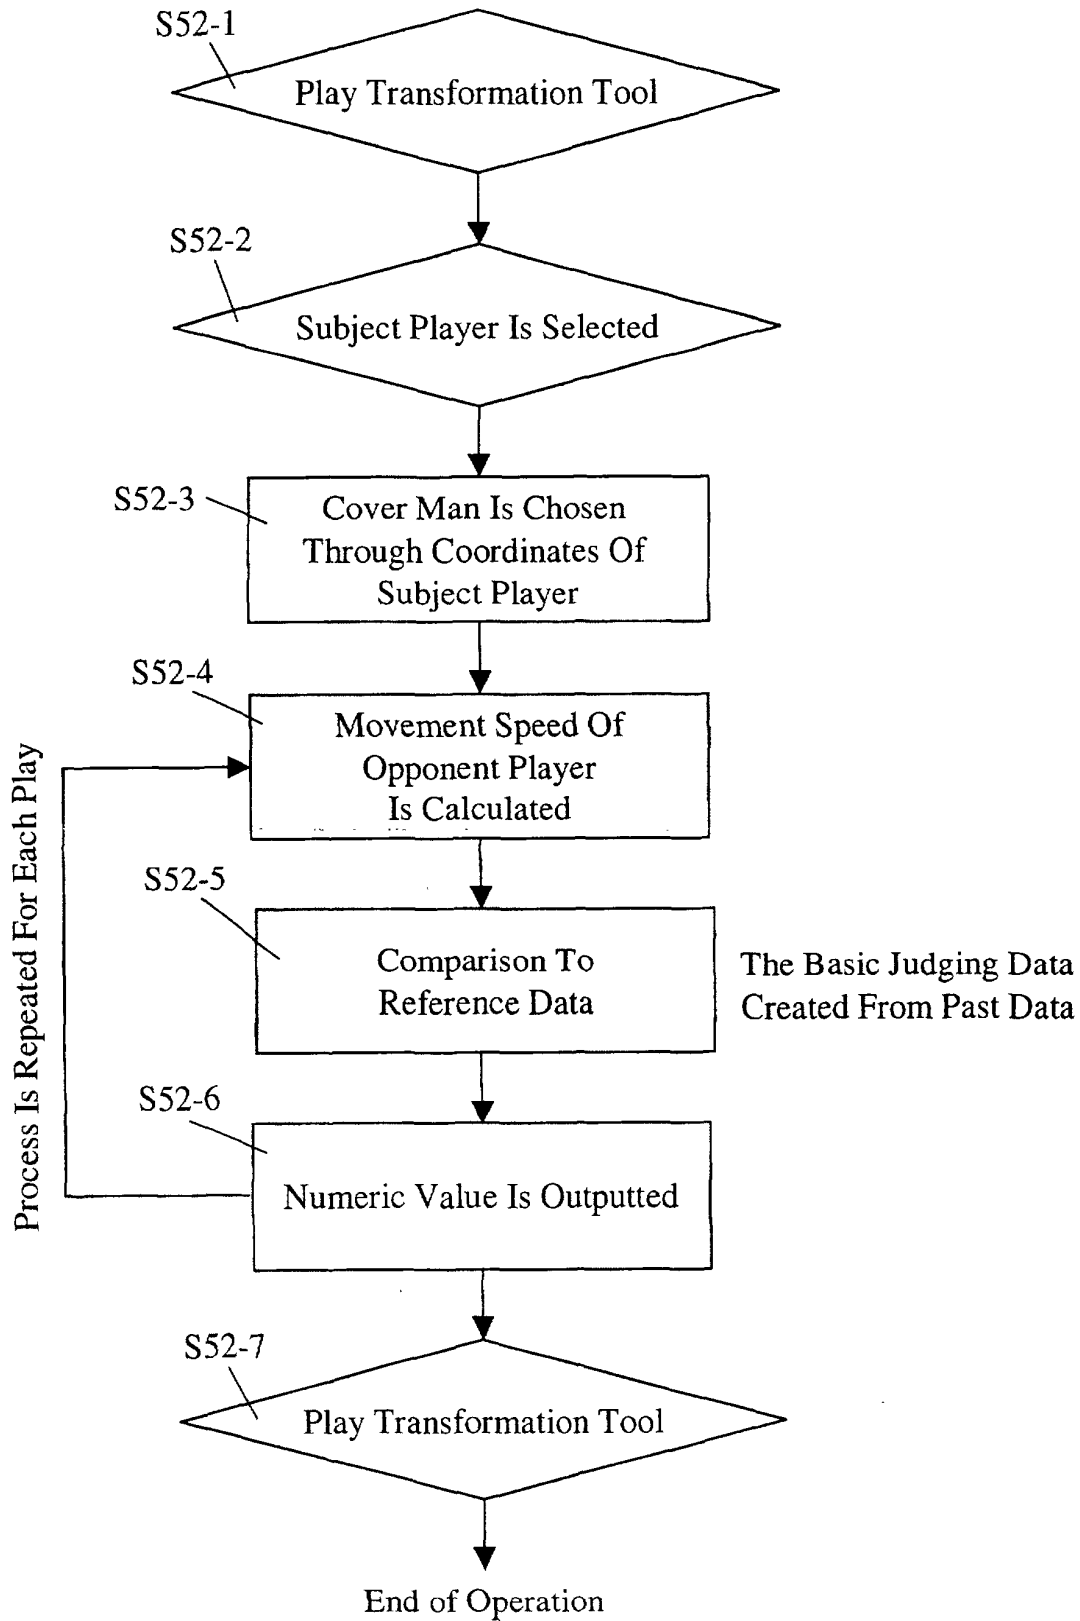 S52-1
Play Transformation Tool
S52-2
Subject Player Is Selected
S52-3
Cover Man Is Chosen
Through Coordinates Of
Subject Player
S52-4
Movement Speed Of
Opponent Player
Is Calculated
Process Is Repeated For Each Play
S52-5
Comparison To
Reference Data
The Basic Judging Data
Created From Past Data
S52-6
Numeric Value Is Outputted
S52-7
Play Transformation Tool
End of Operation